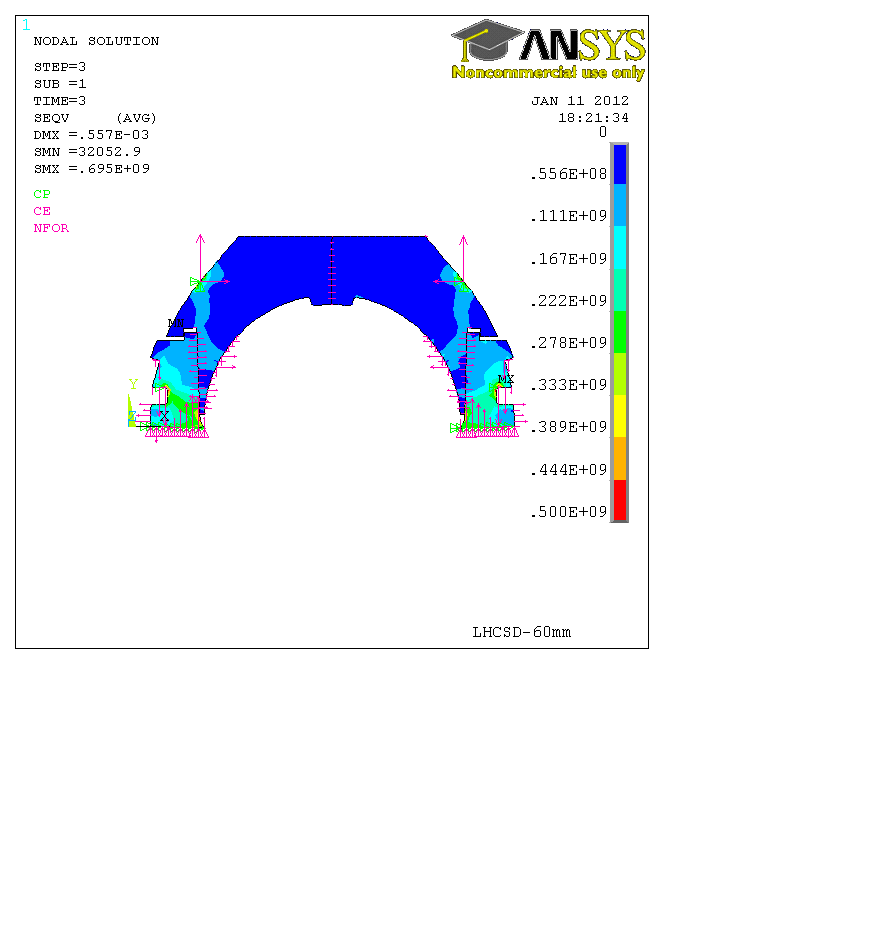 1
NODAL SOLUTION
STEP=3
SUB =1
TIME=3
SEQV (AVG)
DMX =.557E-03
SMN =32052.9
SMX =.695E+09
CP
CE
NFOR
ANSYS
Noncommercial use only
JAN 11 2012
18:21:34
0
.556E+08
.111E+09
.167E+09
.222E+09
.278E+09
.333E+09
.389E+09
.444E+09
.500E+09
MN
MX
Y
Z X
LHCSD-60mm